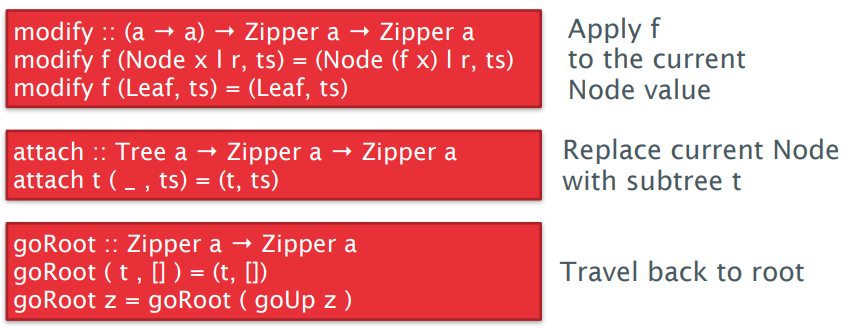 modify :: (a → a) → Zipper a → Zipper a
modify f (Node x l r, ts) = (Node (f x) l r, ts)
modify f (Leaf, ts) = (Leaf, ts)
Apply f
to the current
Node value
attach :: Tree a → Zipper a → Zipper a
attach t ( _ , ts) = (t, ts)
Replace current Node
with subtree t
goRoot :: Zipper a → Zipper a
goRoot ( t , [] ) = (t, [])
goRoot z = goRoot ( goUp z )
Travel back to root